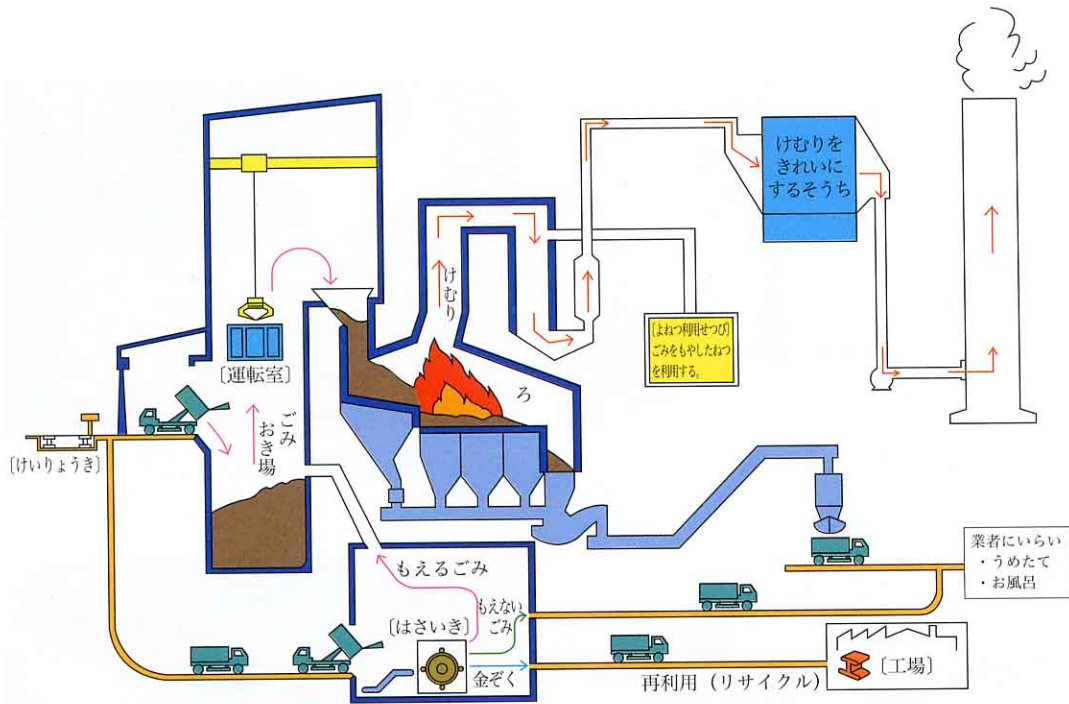 けむりを
きれいに
するそうち
けむり
〔よねつ利用せつび〕
ごみをもやしたねつ
を利用する。
〔運転室〕
ろ
ごみ
おき場
〔けいりょうき〕
もえるごみ
もえない
ごみ
〔はさいき〕
金ぞく
業者にいらい
・うめたて
・お風呂
〔工場〕
再利用（リサイクル）